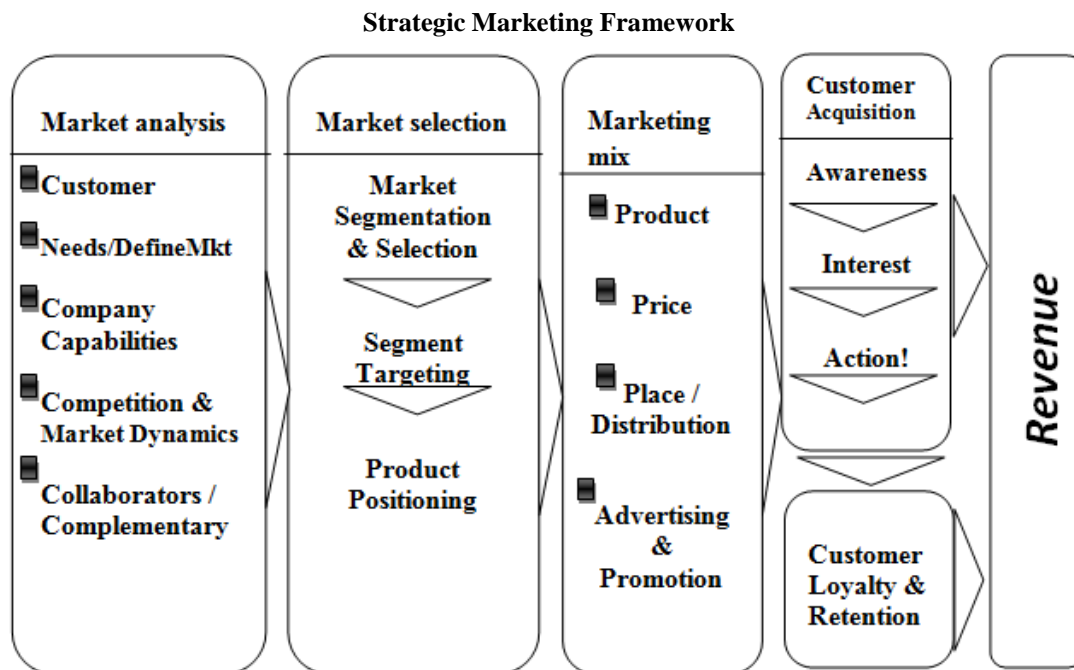 Strategic Marketing Framework
Market analysis
Customer
Needs/DefineMkt
Company
Capabilities
Competition &
Market Dynamics
Collaborators /
Complementary
Market selection
Market
Segmentation
& Selection
Segment
Targeting
Product
Positioning
Marketing
mix
Product
Price
Place /
Distribution
Advertising
&
Promotion
Customer
Acquisition
Awareness
Interest
Action!
Customer
Loyalty &
Retention
Revenue